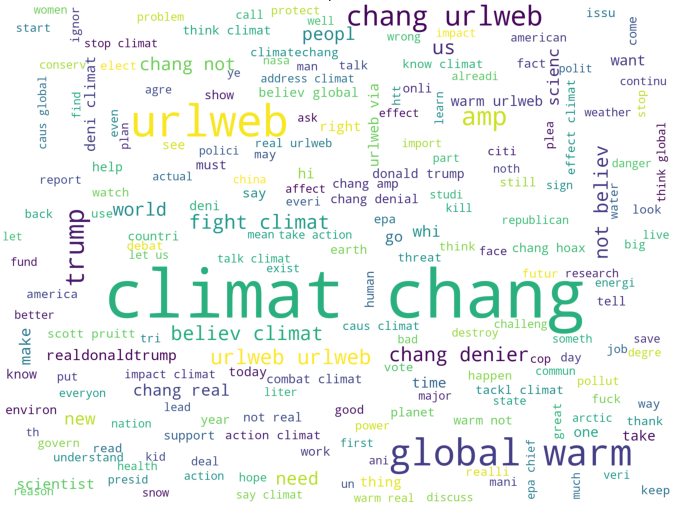 women
problem
call
protect
chang urlweb
issu
start
ignor
think climat
well
peopl
wrong
impact
american
come
stop climat
climatechang
us
know climat
fact
polit
want
conserv
elect
chang not
nasa
man
talk
onli
alreadi
scienc
continu
deni climat
ye
address climat
htt
learn
agre
show
believ global
warm urlweb
weather
stop
caus global
find
even
plan
urlweb
ask
right
urlweb via
effect
amp
plea
effect climat
see
polici
real urlweb
import
citi
not believ
think global
help
must
may
donald trump
part
noth
danger
report
actual
china
hi
affect
chang amp
studi
still
sign
water
watch
say
everi
chang denial
kill
look
back
use
world
deni
epa
republican
let
trump
countri
fight climat
mean
take action
go
whi
live
debat
let us
earth
think
face
chang hoax
big
fund
talk climat
threat
exist
human
futur
research
america
climat chang
energi
tell
better
scott pruitt
tri
caus climat
challeng
make
believ climat
bad
destroy
someth
save
realdonaldtrump
urlweb urlweb
vote
chang denier
cop
day
job
degre
know
put
impact climat
today
combat climat
time
happen
commun
pollut
everyon
chang real
liter
major
tackl climat
state
fuck
way
environ
lead
not real
good
planet
arctic
thank
new
nation
year
power
warm not
great
one
take
th
support
action climat
first
govern
read
work
global warm
understand
kid
deal
ani
realli
epa chief
health
hope
need
un
thing
mani
much
veri
scientist
presid
action
keep
reason
snow
say climat
warm real
discuss